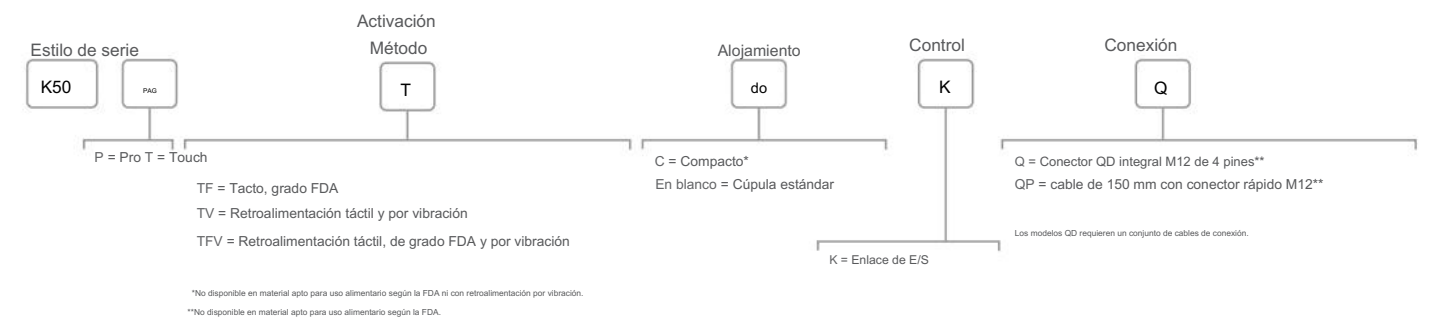 Activación
Estilo de serie Método Alojamiento Control Conexión
K50 PAG T do K Q
P = Pro T = Touch
C = Compacto* Q = Conector QD integral M12 de 4 pines**
TF = Tacto, grado FDA En blanco = Cúpula estándar QP = cable de 150 mm con conector rápido M12**
TV = Retroalimentación táctil y por vibración
TFV = Retroalimentación táctil, de grado FDA y por vibración Los modelos QD requieren un conjunto de cables de conexión.
K = Enlace de E/S
*No disponible en material apto para uso alimentario según la FDA ni con retroalimentación por vibración.
**No disponible en material apto para uso alimentario según la FDA.